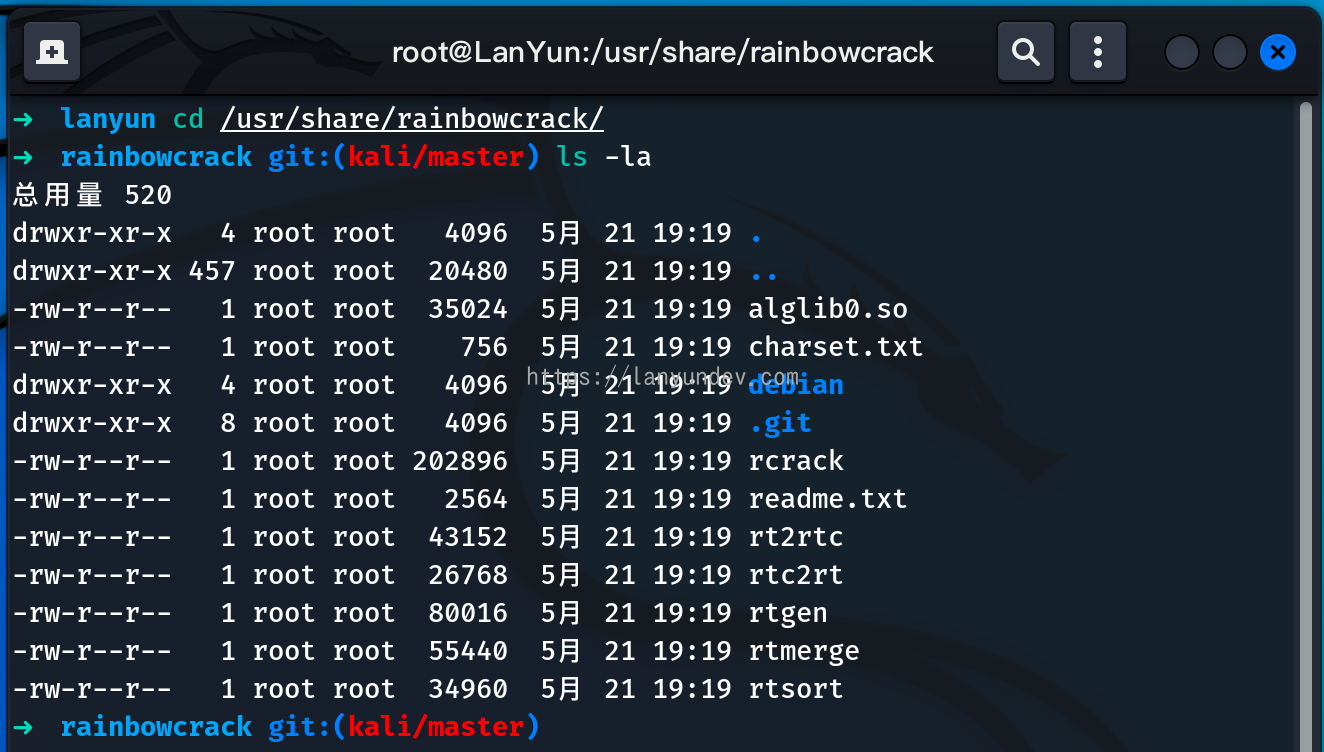 root@LanYun:/usr/share/rainbowcrack
➜  lanyun cd /usr/share/rainbowcrack/
➜  rainbowcrack git:(kali/master) ls -la
总用量 520
drwxr-xr-x   4 root root   4096  5月 21 19:19 .
drwxr-xr-x 457 root root  20480  5月 21 19:19 ..
-rw-r--r--   1 root root  35024  5月 21 19:19 alglib0.so
-rw-r--r--   1 root root    756  5月 21 19:19 charset.txt
https://lanyundev.com
drwxr-xr-x   4 root root   4096  5月 21 19:19 debian
drwxr-xr-x   8 root root   4096  5月 21 19:19 .git
-rw-r--r--   1 root root 202896  5月 21 19:19 rcrack
-rw-r--r--   1 root root   2564  5月 21 19:19 readme.txt
-rw-r--r--   1 root root  43152  5月 21 19:19 rt2rtc
-rw-r--r--   1 root root  26768  5月 21 19:19 rtc2rt
-rw-r--r--   1 root root  80016  5月 21 19:19 rtgen
-rw-r--r--   1 root root  55440  5月 21 19:19 rtmerge
-rw-r--r--   1 root root  34960  5月 21 19:19 rtsort
➜  rainbowcrack git:(kali/master)